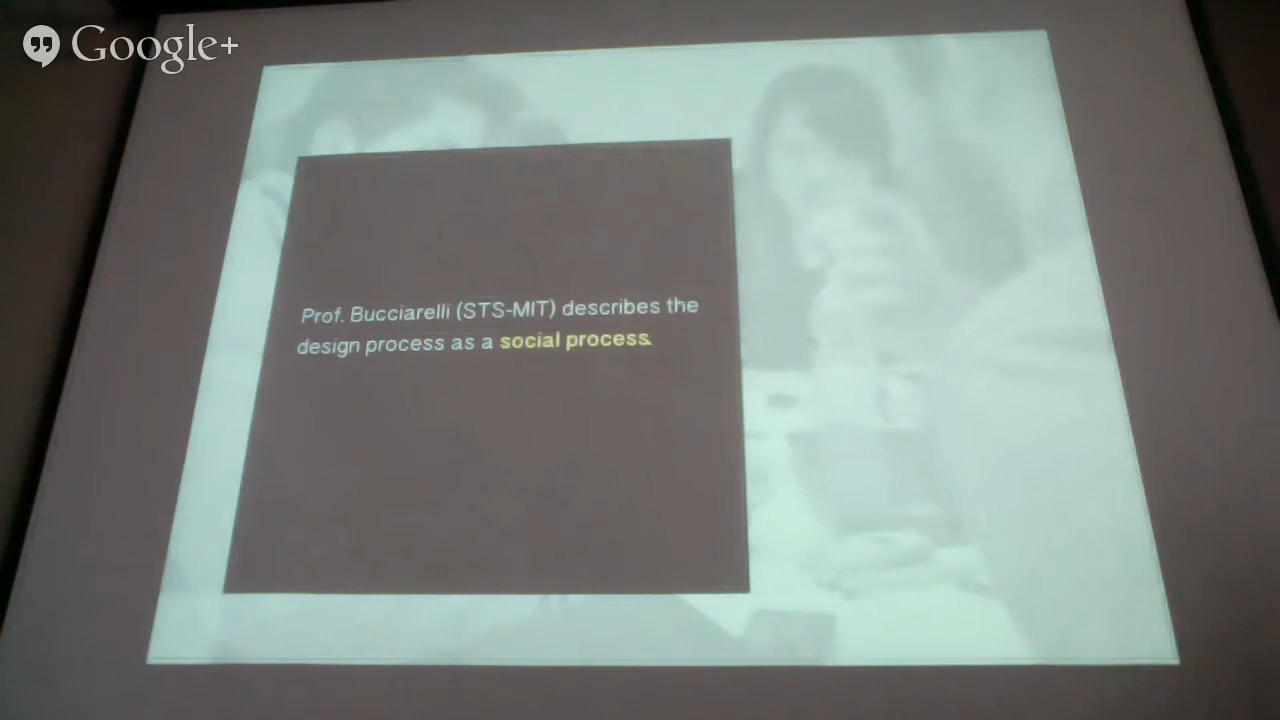 Google+
Prof. Bucciarelli (STS-MIT) describes the
design process as a social process.